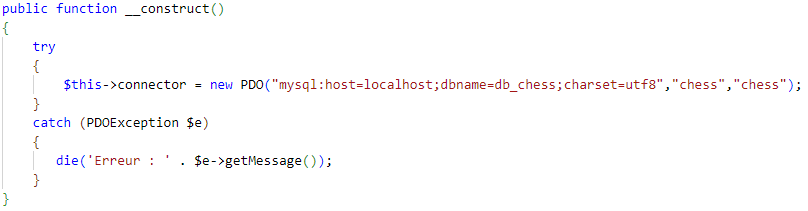 public function __construct()
{
try
{
$this->connector = new PDO("mysql:host=localhost;dbname=db_chess;charset=utf8","chess","chess");
}
catch (PDOException $e)
{
die('Erreur : ' . $e->getMessage());
}
}